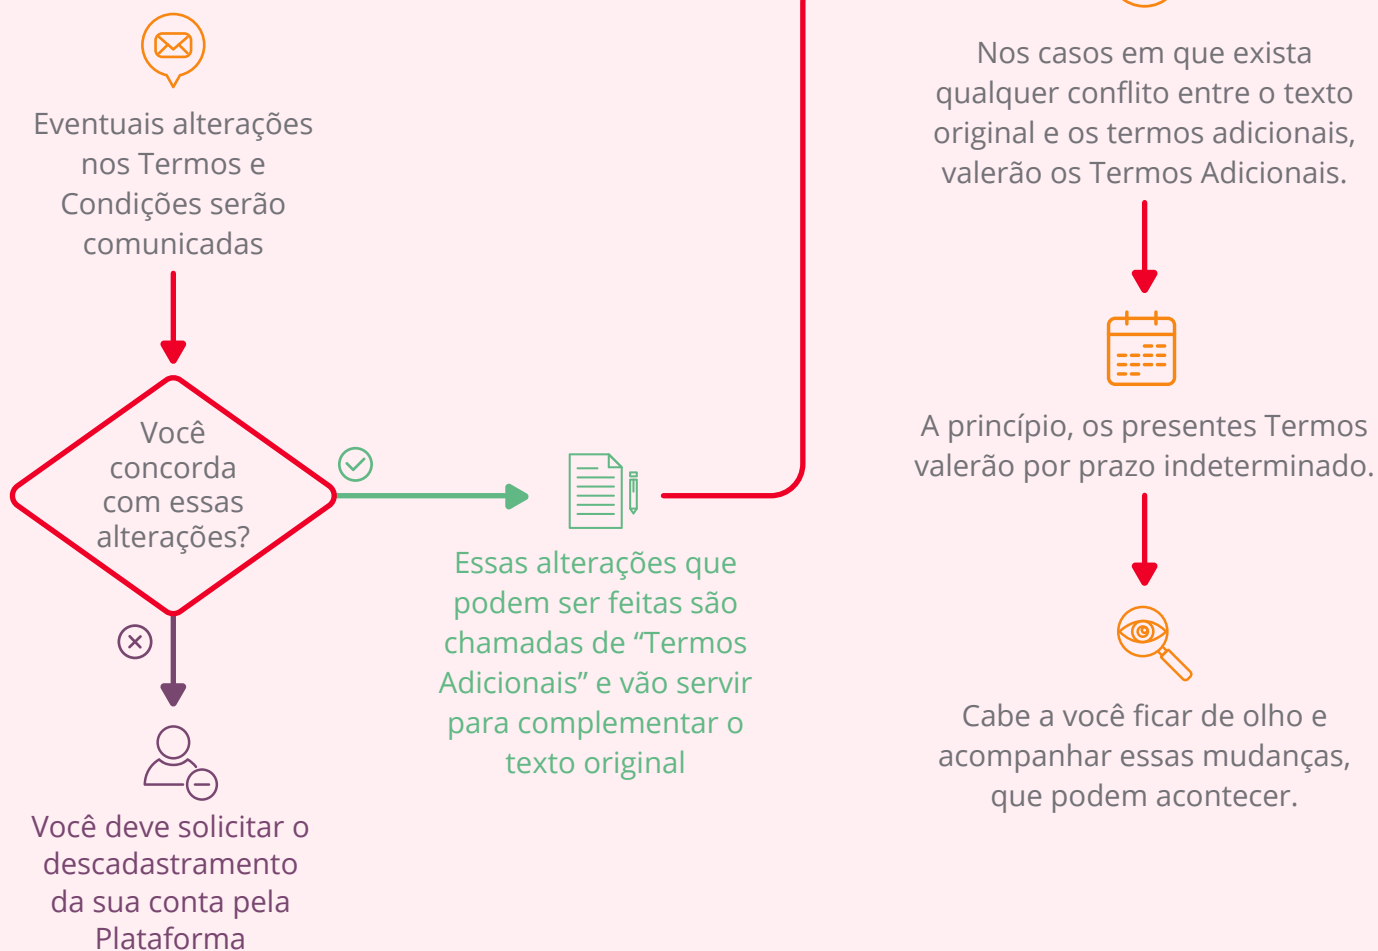 Eventuais alterações
nos Termos e
Condições serão
comunicadas
Você
concorda
com essas
alterações?
Você deve solicitar o
descadastramento
da sua conta pela
Plataforma
Essas alterações que
podem ser feitas são
chamadas de “Termos
Adicionais” e vão servir
para complementar o
texto original
Nos casos em que exista
qualquer conflito entre o texto
original e os termos adicionais,
valerão os Termos Adicionais.
A princípio, os presentes Termos
valerão por prazo indeterminado.
Cabe a você ficar de olho e
acompanhar essas mudanças,
que podem acontecer.